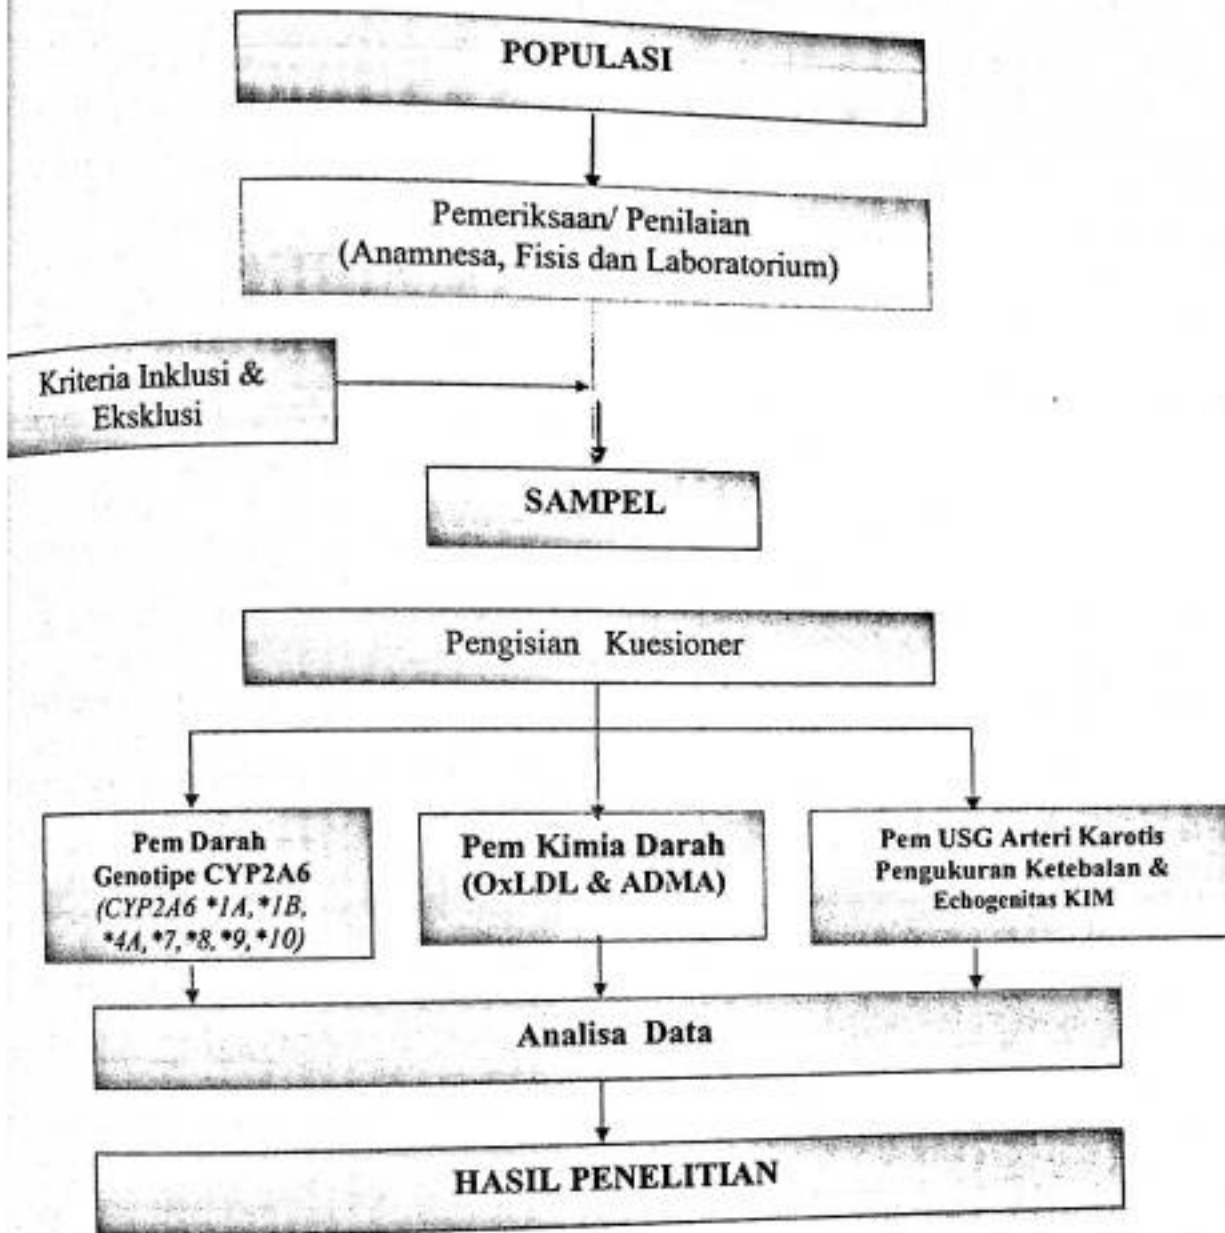 POPULASI
Pemeriksaan/ Penilaian
(Anamnesa, Fisis dan Laboratorium)
Kriteria Inklusi &
Eksklusi
SAMPEL
Pengisian Kuesioner
Pem Darah
Genotipe CYP2A6
(CYP2A6 *1A, *1B,
*4A, *7, *8, *9, *10)
Pem Kimia Darah
(OxLDL & ADMA)
Pem USG Arteri Karotis
Pengukuran Ketebalan &
Echogenitas KIM
Analisa Data
HASIL PENELITIAN